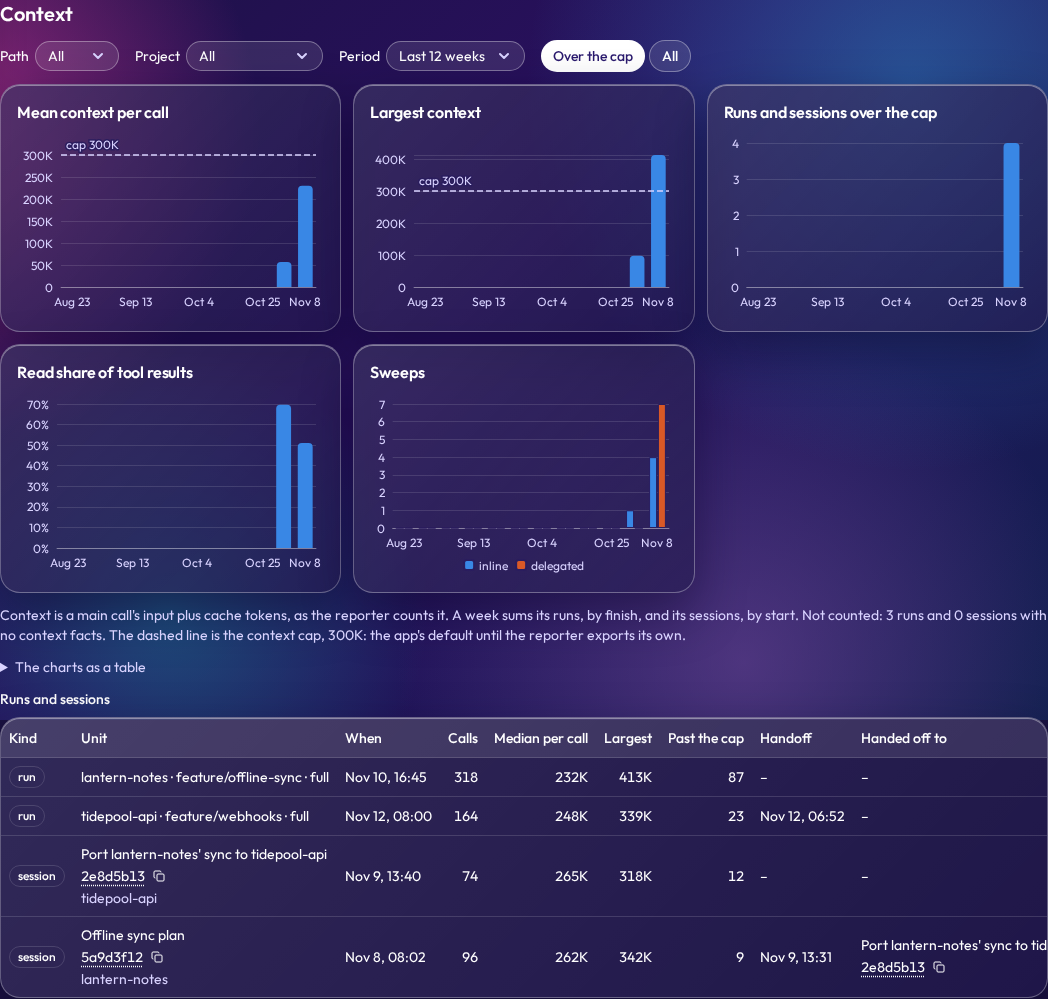 Context
Path All Project All Period Last 12 weeks Over the cap All
Mean context per call
cap 300K
300K
250K
200K
150K
100K
50K
0
Aug 23 Sep 13 Oct 4 Oct 25 Nov 8
Largest context
400K
cap 300K
300K
200K
100K
0
Aug 23 Sep 13 Oct 4 Oct 25 Nov 8
Runs and sessions over the cap
4
3
2
1
0
Aug 23 Sep 13 Oct 4 Oct 25 Nov 8
Read share of tool results
70%
60%
50%
40%
30%
20%
10%
0%
Aug 23 Sep 13 Oct 4 Oct 25 Nov 8
Sweeps
7
6
5
4
3
2
1
0
Aug 23 Sep 13 Oct 4 Oct 25 Nov 8
inline delegated
Context is a main call's input plus cache tokens, as the reporter counts it. A week sums its runs, by finish, and its sessions, by start. Not counted: 3 runs and 0 sessions with
no context facts. The dashed line is the context cap, 300K: the app's default until the reporter exports its own.
The charts as a table
Runs and sessions
Kind Unit When Calls Median per call Largest Past the cap Handoff Handed off to
run lantern-notes · feature/offline-sync · full Nov 10, 16:45 318 232K 413K 87 – –
run tidepool-api · feature/webhooks · full Nov 12, 08:00 164 248K 339K 23 Nov 12, 06:52 –
Port lantern-notes' sync to tidepool-api
session 2e8d5b13 Nov 9, 13:40 74 265K 318K 12 – –
tidepool-api
Offline sync plan
Port lantern-notes' sync to tid
session 5a9d3f12 Nov 8, 08:02 96 262K 342K 9 Nov 9, 13:31
2e8d5b13
lantern-notes